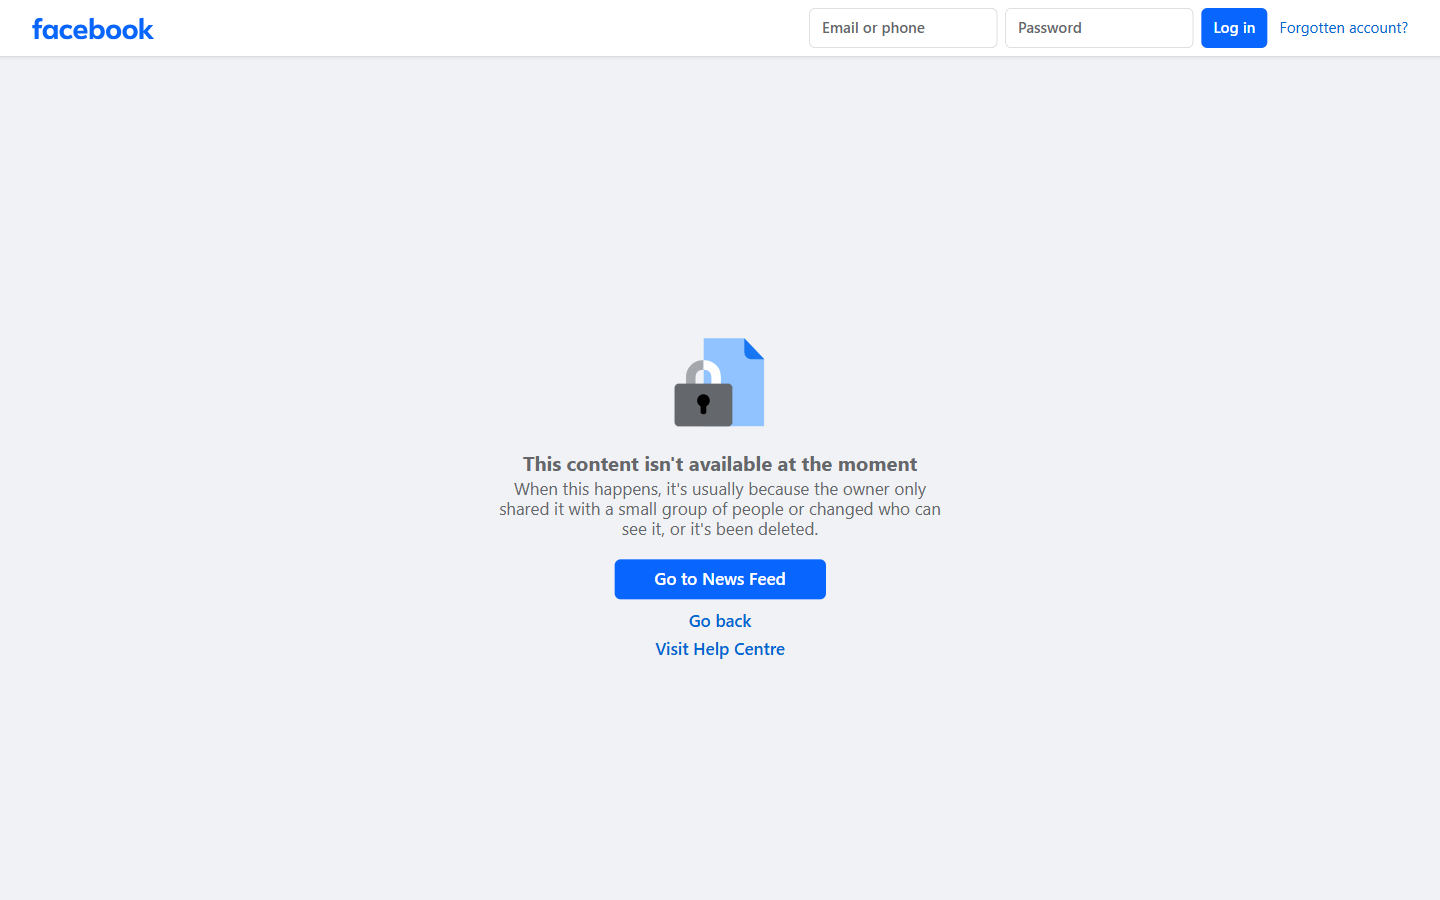 facebook
Email or phone
Password
Log in
Forgotten account?
This content isn't available at the moment
When this happens, it's usually because the owner only
shared it with a small group of people or changed who can
see it, or it's been deleted.
Go to News Feed
Go back
Visit Help Centre